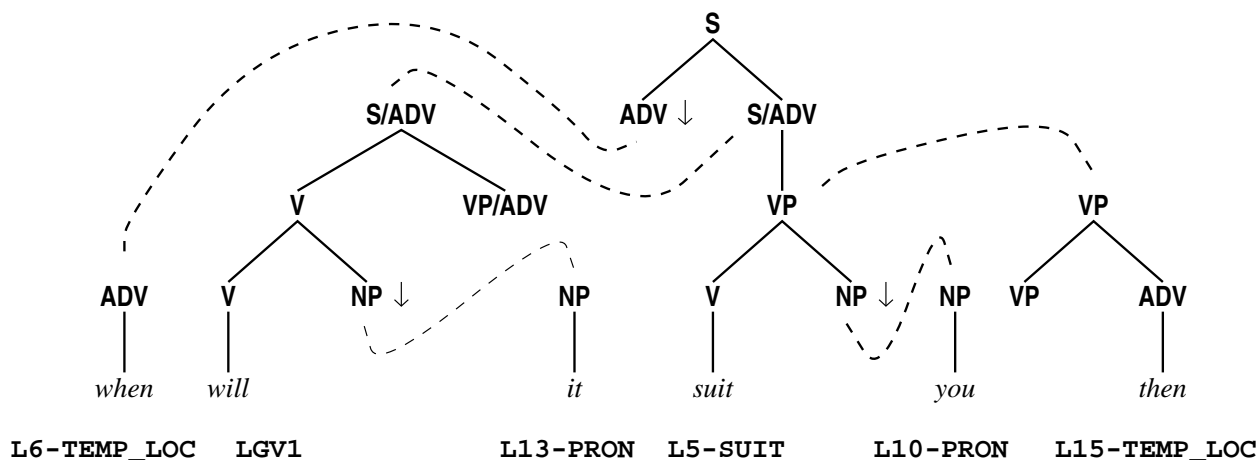 S
S/ADV ADV ↓ S/ADV
V VP/ADV VP VP
ADV V NP ↓ NP V NP ↓ NP VP ADV
when will it suit you then
L6-TEMP_LOC LGV1 L13-PRON L5-SUIT L10-PRON L15-TEMP_LOC